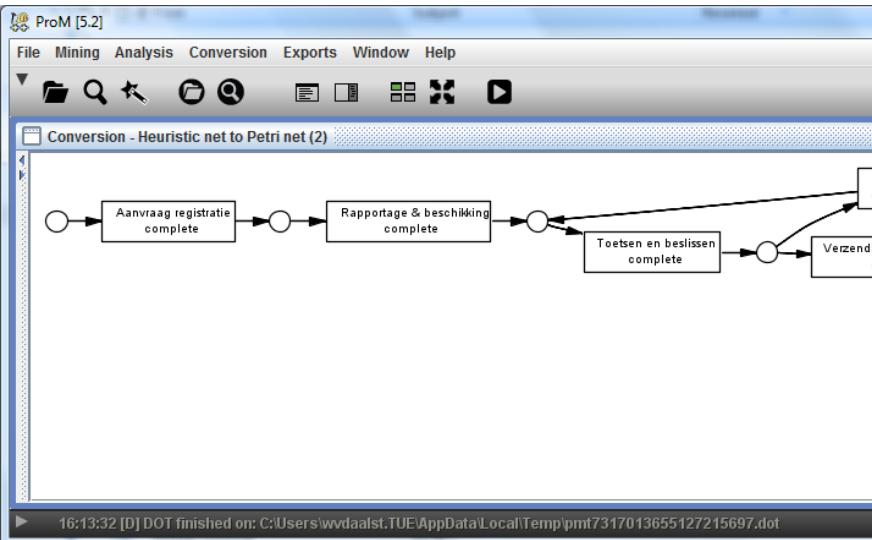 ProM [5.2]
File Mining Analysis Conversion Exports Window Help
Conversion - Heuristic net to Petri net (2)
Aanvraag registratie
complete
Rapportage & beschikking
complete
Toetsen en beslissen
complete
Verzend
16:13:32 [D] DOT finished on: C:\Users\wvdaalst.TUE\AppData\Local\Temp\pmt7317013655127215697.dot